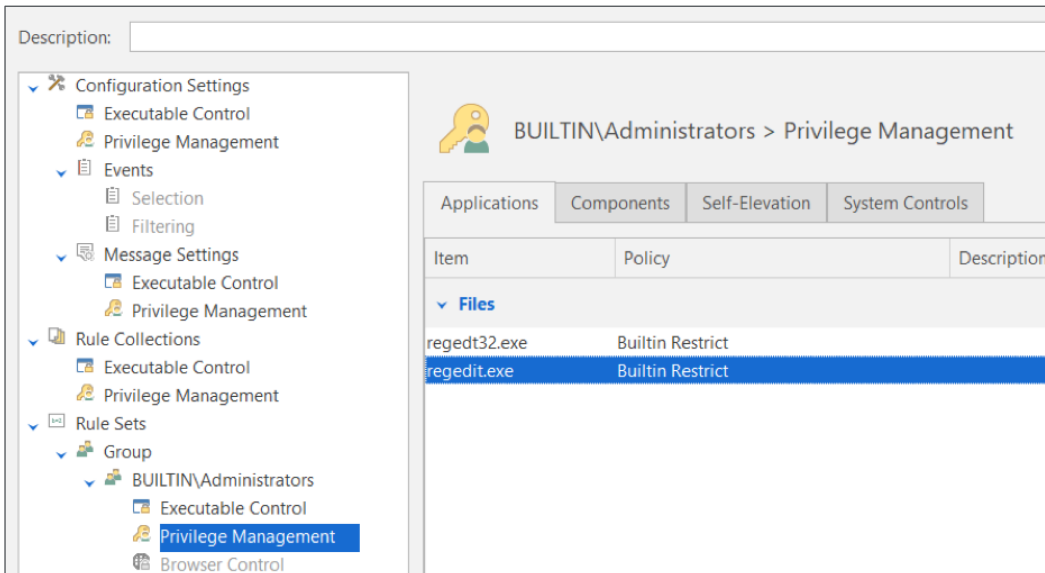 Description:
Configuration Settings
Executable Control
Privilege Management
Events
Selection
Filtering
Message Settings
Executable Control
Privilege Management
Rule Collections
Executable Control
Privilege Management
Rule Sets
Group
BUILTIN\Administrators
Executable Control
Privilege Management
Browser Control
BUILTIN\Administrators > Privilege Management
Applications Components Self-Elevation System Controls
Item Policy Description
Files
regedt32.exe Builtin Restrict
regedit.exe Builtin Restrict